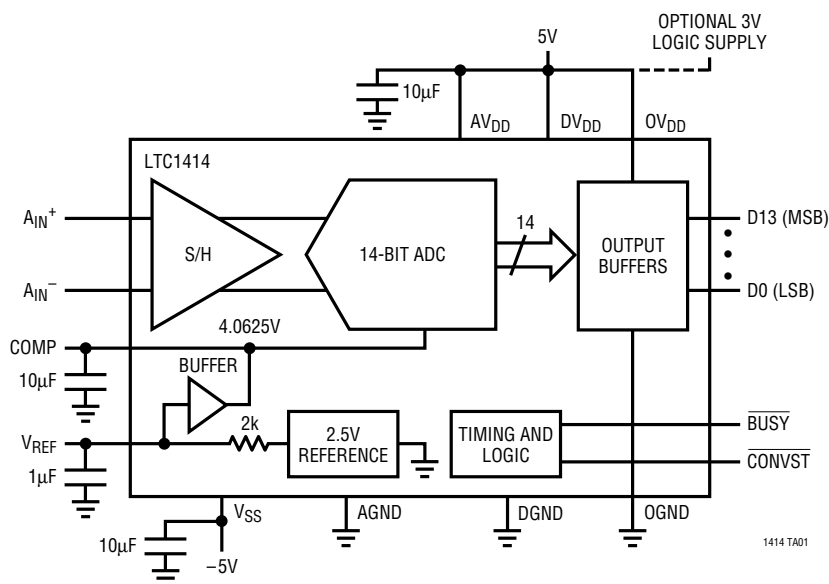 OPTIONAL 3V
LOGIC SUPPLY
5V
10µF
AVDD
DVDD
OVDD
LTC1414
AIN+
S/H
14-BIT ADC
14
OUTPUT
BUFFERS
D13 (MSB)
AIN–
D0 (LSB)
4.0625V
COMP
10µF
BUFFER
VREF
2k
2.5V
REFERENCE
TIMING AND
LOGIC
BUSY
CONVST
1µF
VSS
AGND
DGND
OGND
10µF
–5V
1414 TA01